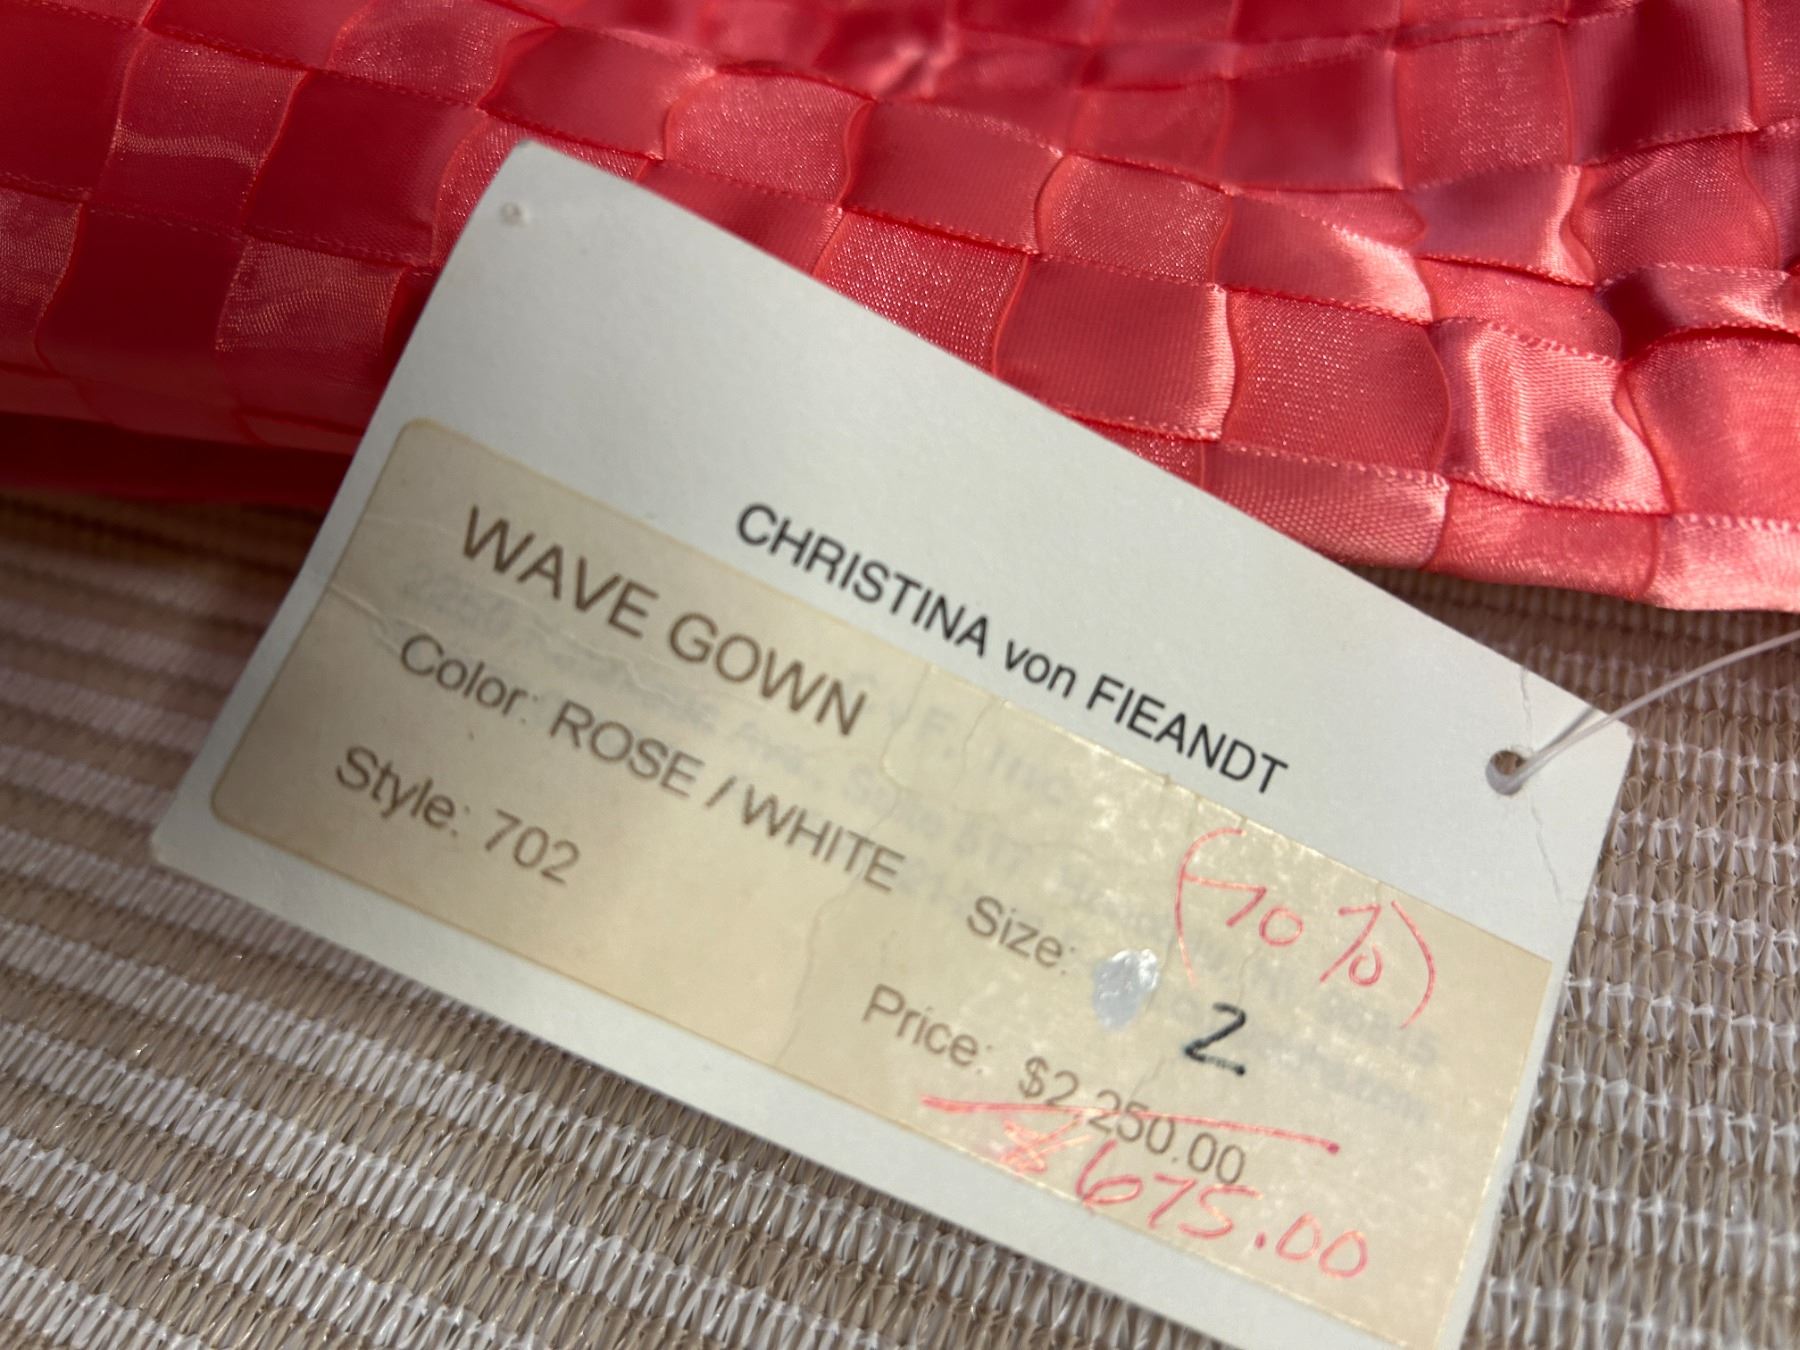 CHRISTINA von FIEANDT
WAVE GOWN
Color: ROSE / WHITE
Style: 702
Size: 2
(-70%)
Price: $2,250.00
$675.00